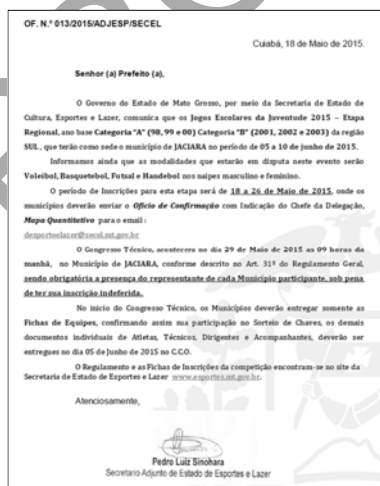 OF. N.º 013/2015/ADJESP/SECEL
Cuiabá, 18 de Maio de 2015.
Senhor (a) Prefeito (a),
O Governo do Estado de Mato Grosso, por meio da Secretaria de Estado de
Cultura, Esportes e Lazer, comunica que os Jogos Escolares da Juventude 2015 – Etapa
Regional, ano base Categoria "A" (98, 99 e 00) Categoria "B" (2001, 2002 e 2003) da região
SUL, que terão como sede o município de JACIARA no período de 05 a 10 de junho de 2015.
Informamos ainda que as modalidades que estarão em disputa neste evento serão
Voleibol, Basquetebol, Futsal e Handebol nos naipes masculino e feminino.
O período de Inscrições para esta etapa será de 18 a 26 de Maio de 2015, onde os
municípios deverão enviar o Ofício de Confirmação com Indicação do Chefe da Delegação,
Mapa Quantitativo para o email:
desportoelazer@secel.mt.gov.br
O Congresso Técnico, acontecera no dia 29 de Maio de 2015 as 09 horas da
manhã, no Município de JACIARA, conforme descrito no Art. 31º do Regulamento Geral,
sendo obrigatória a presença do representante de cada Município participante, sob pena
de ter sua inscrição indeferida.
No início do Congresso Técnico, os Municípios deverão entregar somente as
Fichas de Equipes, confirmando assim sua participação no Sorteio de Chaves, os demais
documentos individuais de Atletas, Técnicos, Dirigentes e Acompanhantes, deverão ser
entregues no dia 05 de Junho de 2015 no C.C.O.
O Regulamento e as Fichas de Inscrições da competição encontram-se no site da
Secretaria de Estado de Esportes e Lazer www.esportes.mt.gov.br.
Atenciosamente,
Pedro Luiz Sinohara
Secretario Adjunto de Estado de Esportes e Lazer